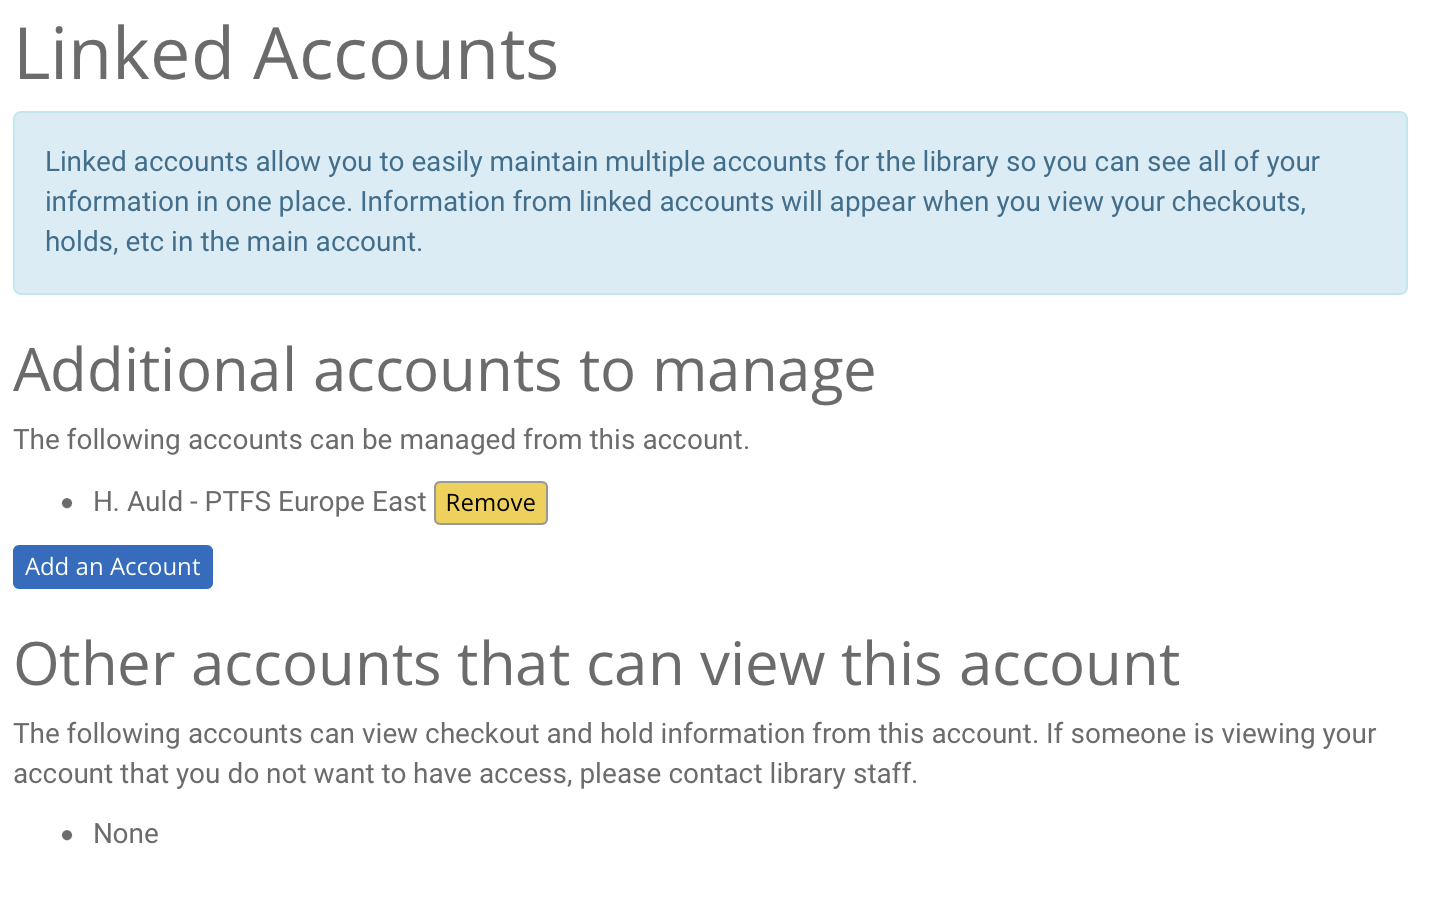 Linked Accounts
Linked accounts allow you to easily maintain multiple accounts for the library so you can see all of your
information in one place. Information from linked accounts will appear when you view your checkouts,
holds, etc in the main account.
Additional accounts to manage
The following accounts can be managed from this account.
H. Auld - PTFS Europe East Remove
Add an Account
Other accounts that can view this account
The following accounts can view checkout and hold information from this account. If someone is viewing your
account that you do not want to have access, please contact library staff.
None